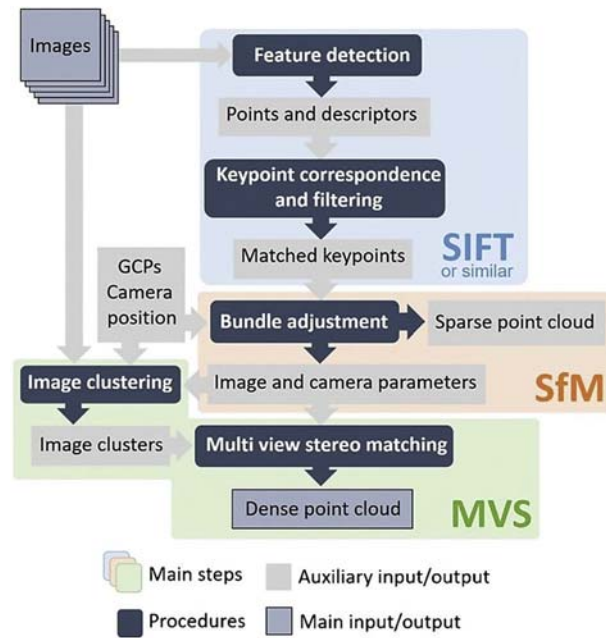 Images
Feature detection
Points and descriptors
Keypoint correspondence
and filtering
Matched keypoints
SIFT
or similar
GCPs
Camera
position
Bundle adjustment
Sparse point cloud
Image clustering
Image and camera parameters
SfM
Image clusters
Multi view stereo matching
Dense point cloud
MVS
Main steps
Auxiliary input/output
Procedures
Main input/output